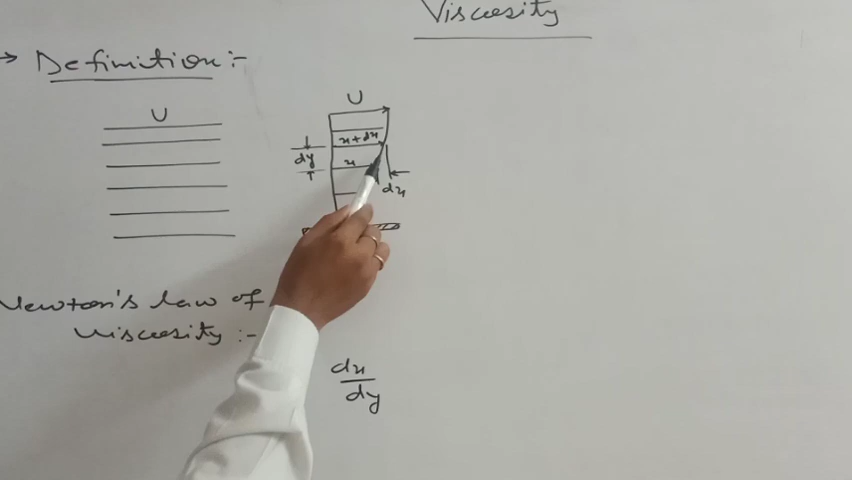 Viscosity
→ Definition :-
U
U
u + du
dy
u
du
Newton's law of
Viscosity :-
du
dy